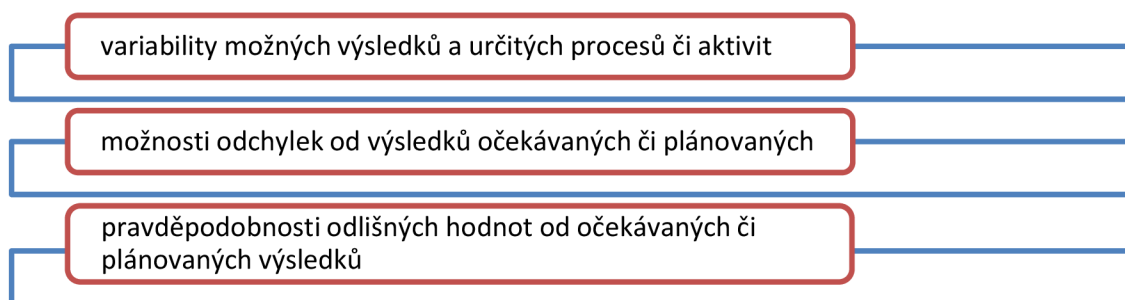 variability možných výsledků a určitých procesů či aktivit
možnosti odchylek od výsledků očekávaných či plánovaných
pravděpodobnosti odlišných hodnot od očekávaných či
plánovaných výsledků